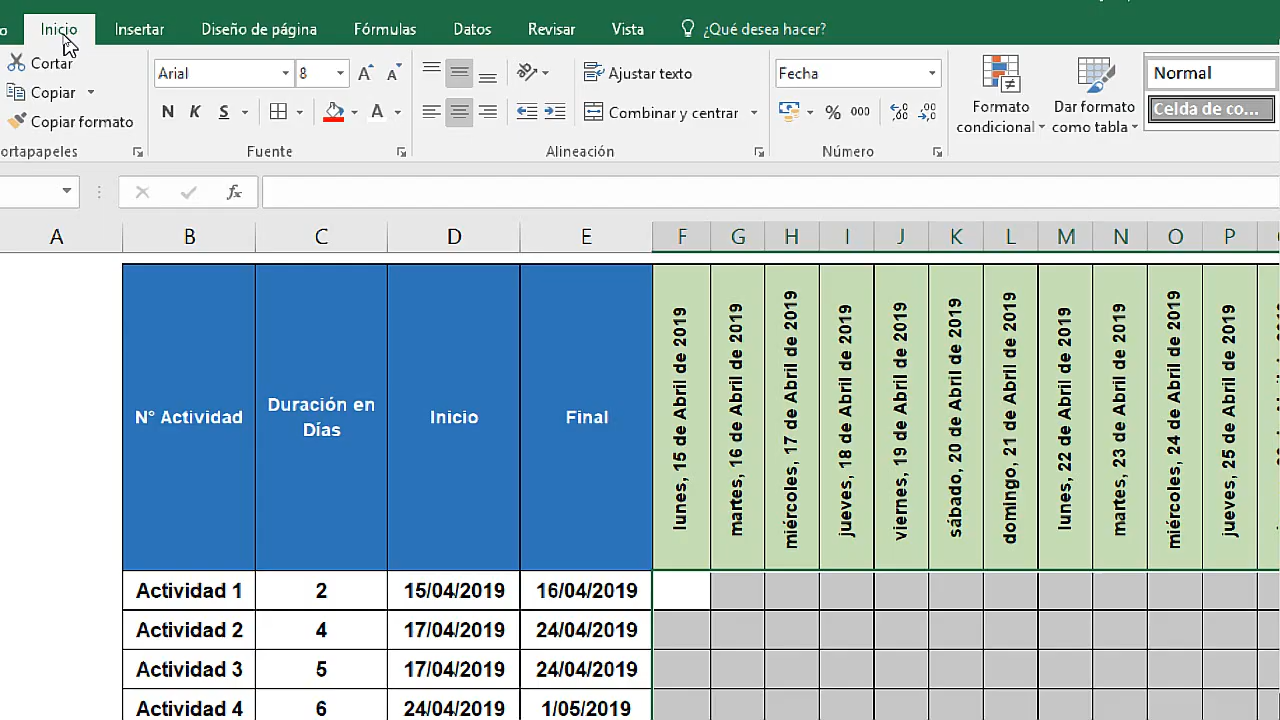 o Inicio Insertar Diseño de página Fórmulas Datos Revisar Vista ¿Qué desea hacer?
Cortar
Copiar
Copiar formato
ortapapeles
Arial 8
N K S A
Fuente
Ajustar texto
Combinar y centrar
Alineación
Fecha
% 000
Número
Formato
condicional
Dar formato
como tabla
Normal
Celda de co...
fx
A B C D E F G H I J K L M N O P
N° Actividad
Duración en
Días
Inicio
Final
lunes, 15 de Abril de 2019
martes, 16 de Abril de 2019
miércoles, 17 de Abril de 2019
jueves, 18 de Abril de 2019
viernes, 19 de Abril de 2019
sábado, 20 de Abril de 2019
domingo, 21 de Abril de 2019
lunes, 22 de Abril de 2019
martes, 23 de Abril de 2019
miércoles, 24 de Abril de 2019
jueves, 25 de Abril de 2019
Actividad 1 2 15/04/2019 16/04/2019
Actividad 2 4 17/04/2019 24/04/2019
Actividad 3 5 17/04/2019 24/04/2019
Actividad 4 6 24/04/2019 1/05/2019